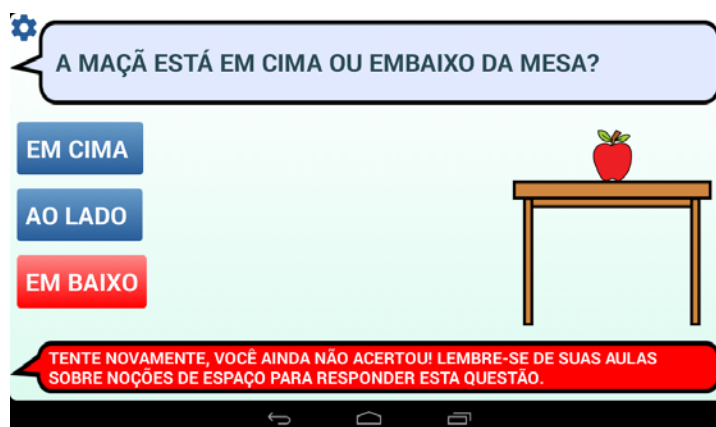 A MAÇÃ ESTÁ EM CIMA OU EMBAIXO DA MESA?
EM CIMA
AO LADO
EM BAIXO
TENTE NOVAMENTE, VOCÊ AINDA NÃO ACERTOU! LEMBRE-SE DE SUAS AULAS
SOBRE NOÇÕES DE ESPAÇO PARA RESPONDER ESTA QUESTÃO.